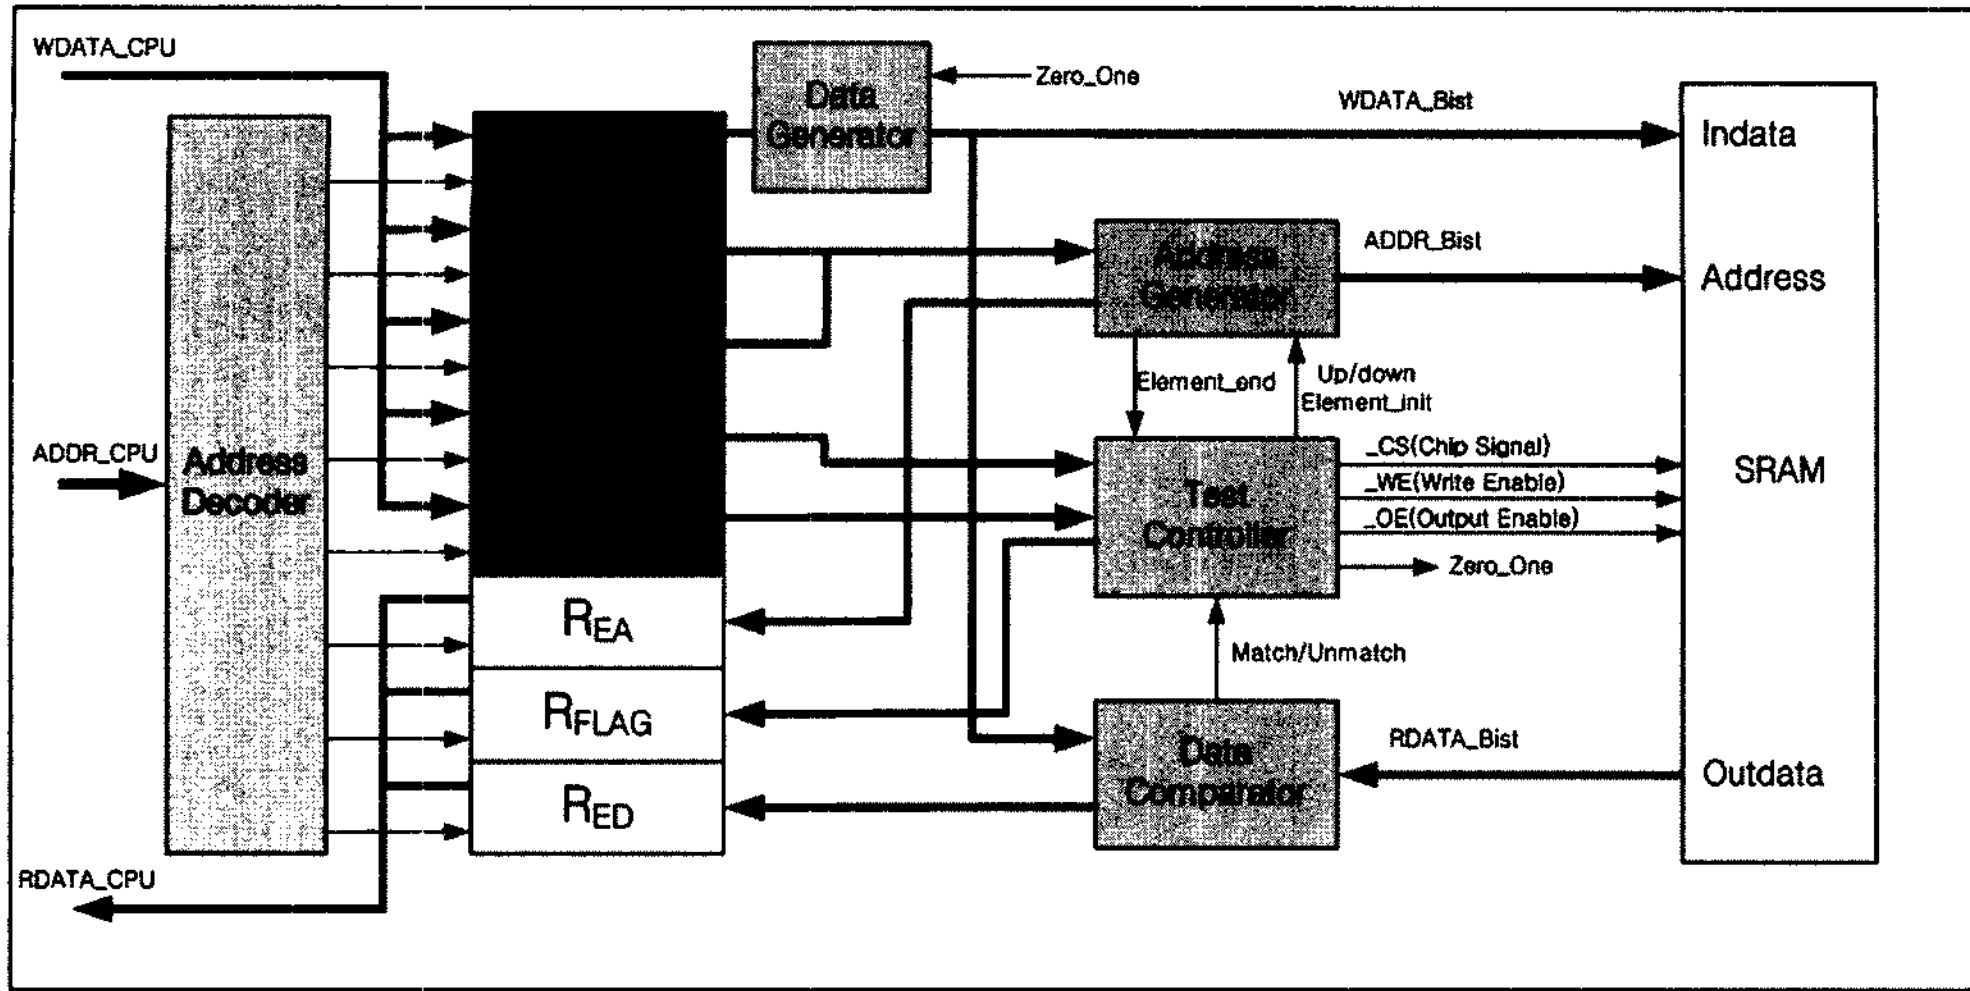 WDATA_CPU
Data
Generator
Zero_One
WDATA_Bist
Indata
Address
Generator
ADDR_Bist
Address
Element_end
Up/down
Element_init
ADDR_CPU
Address
Decoder
_CS(Chip Signal)
_WE(Write Enable)
_OE(Output Enable)
SRAM
Test
Controller
Zero_One
REA
Match/Unmatch
RFLAG
RDATA_Bist
Data
Comparator
Outdata
RED
RDATA_CPU